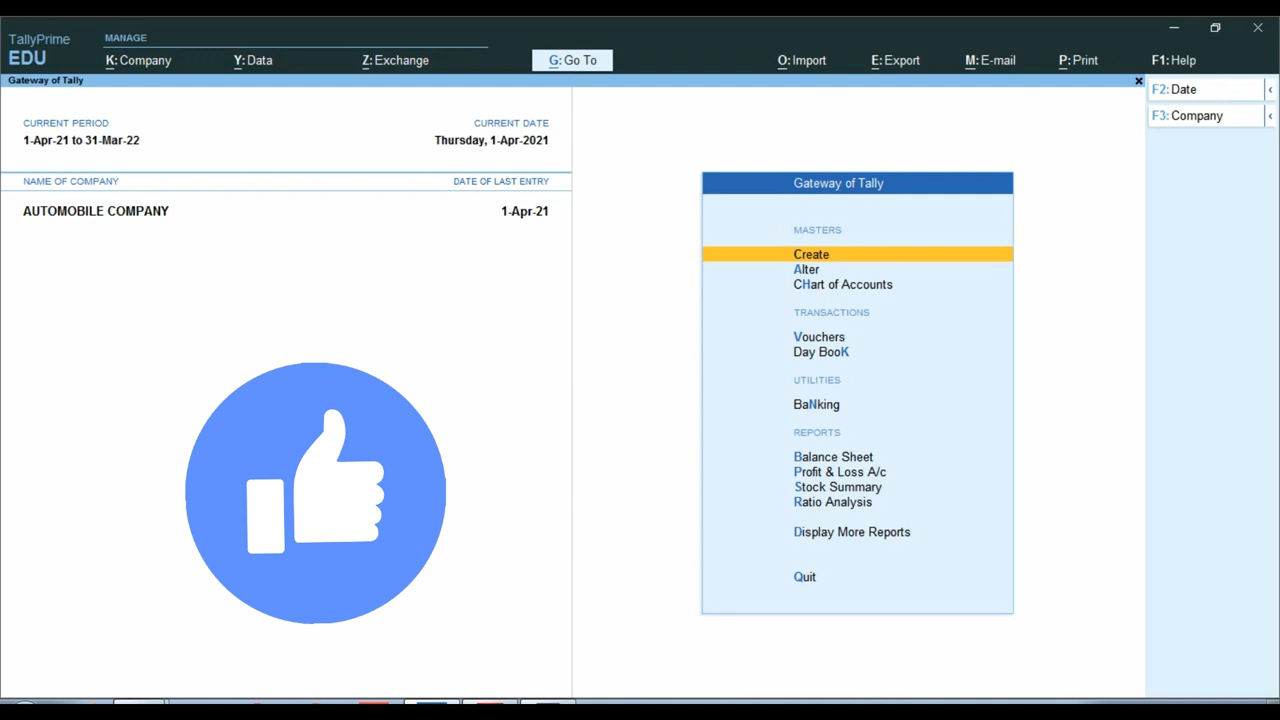 TallyPrime
EDU
MANAGE
K: Company
Y: Data
Z: Exchange
G: Go To
O: Import
E: Export
M: E-mail
P: Print
F1: Help
Gateway of Tally
F2: Date
F3: Company
CURRENT PERIOD
CURRENT DATE
1-Apr-21 to 31-Mar-22
Thursday, 1-Apr-2021
NAME OF COMPANY
DATE OF LAST ENTRY
AUTOMOBILE COMPANY
1-Apr-21
Gateway of Tally
MASTERS
Create
Alter
CHart of Accounts
TRANSACTIONS
Vouchers
Day BooK
UTILITIES
BaNking
REPORTS
Balance Sheet
Profit & Loss A/c
Stock Summary
Ratio Analysis
Display More Reports
Quit